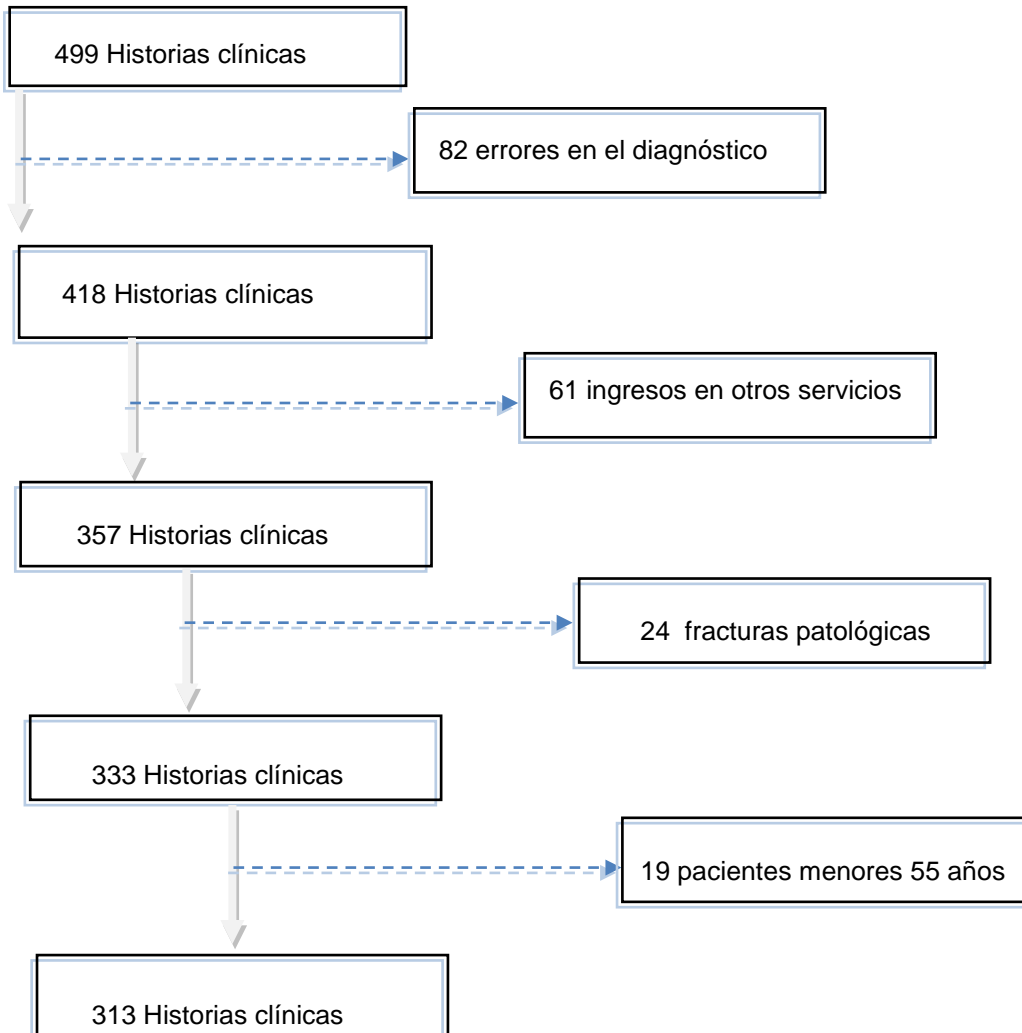 499 Historias clínicas
82 errores en el diagnóstico
418 Historias clínicas
61 ingresos en otros servicios
357 Historias clínicas
24 fracturas patológicas
333 Historias clínicas
19 pacientes menores 55 años
313 Historias clínicas